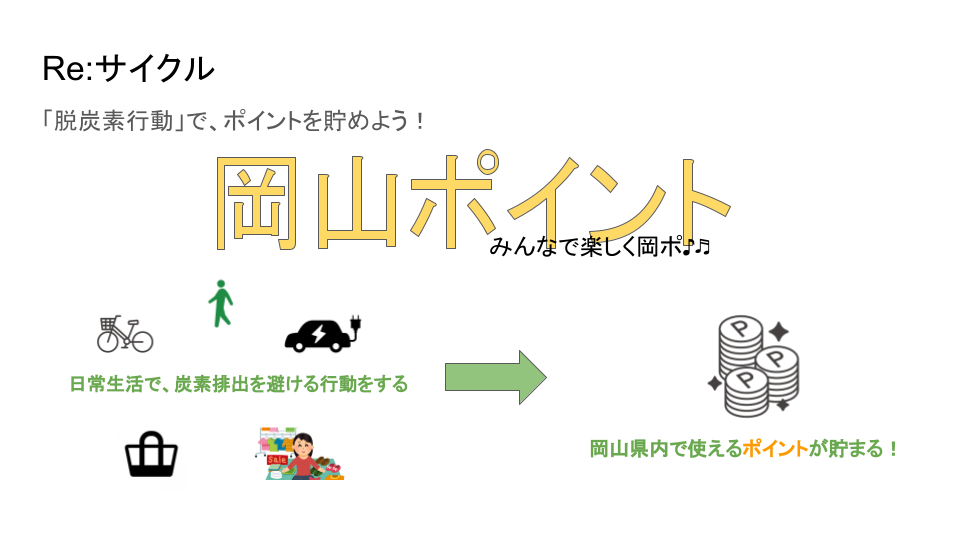 Re:サイクル
「脱炭素行動」で、ポイントを貯めよう！
岡山ポイント
みんなで楽しく岡ポ♪♬
日常生活で、炭素排出を避ける行動をする
P
P
P
Sale
岡山県内で使えるポイントが貯まる！